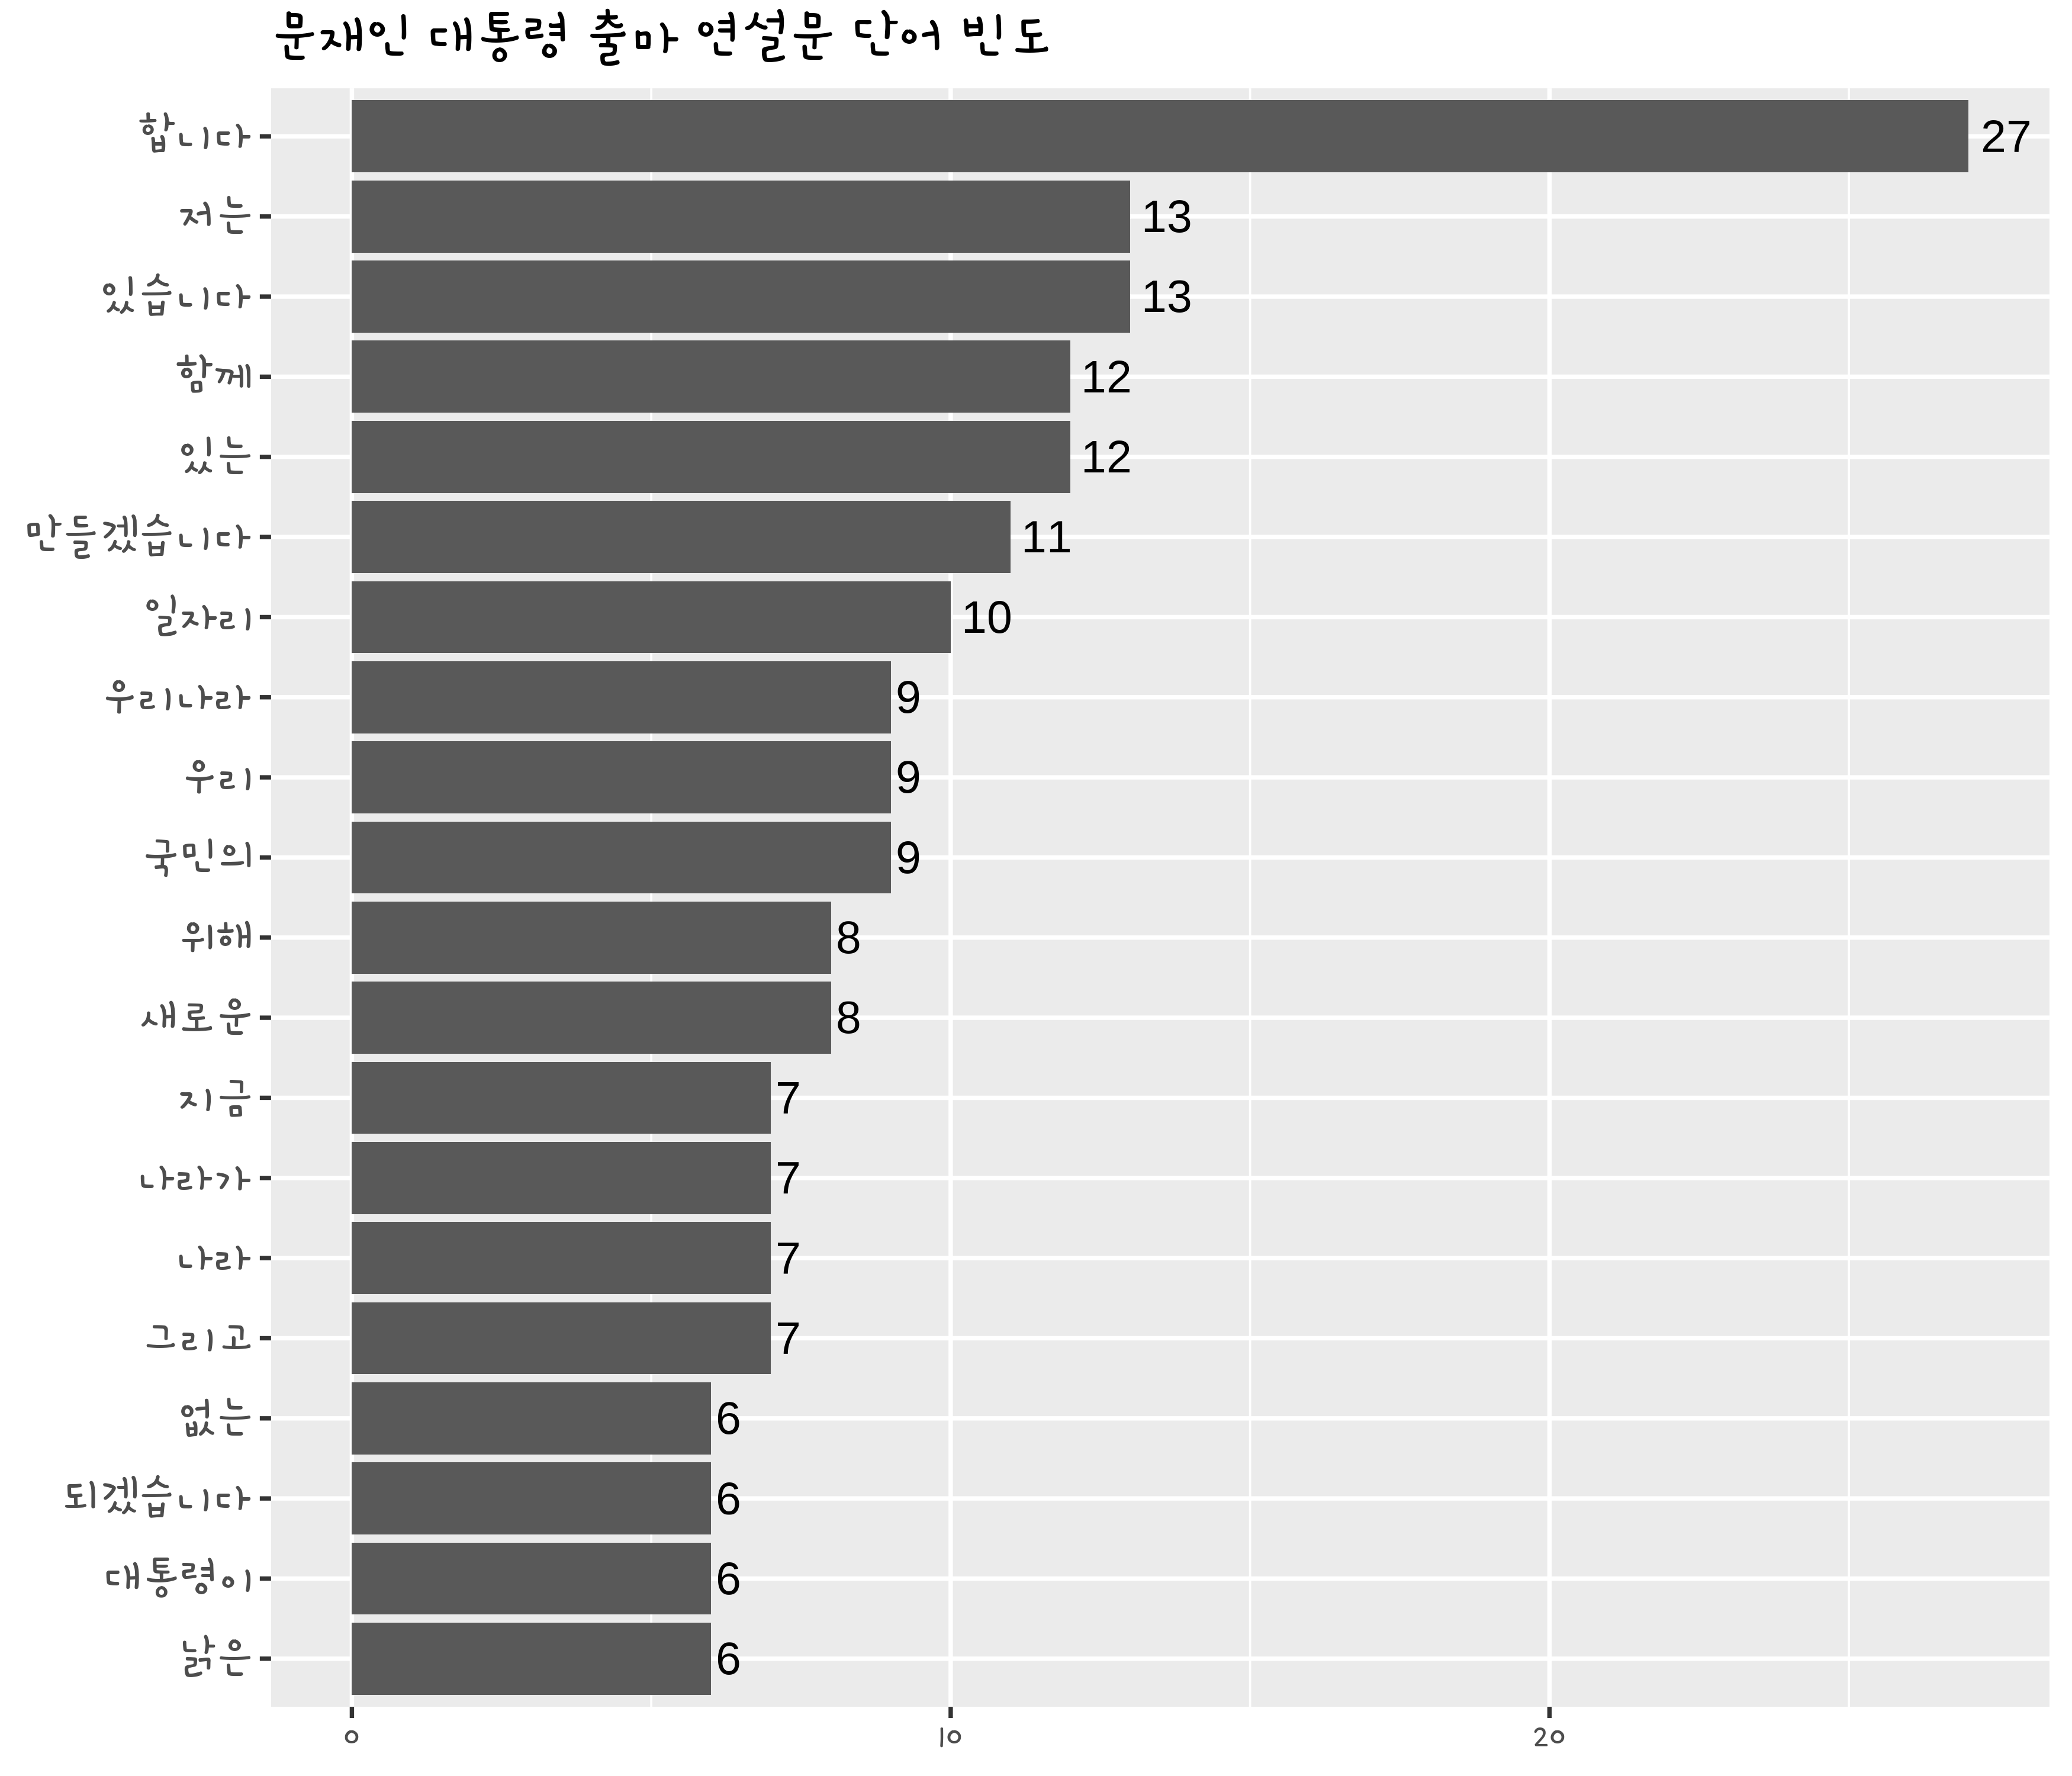 문재인 대통령 출마 연설문 단어 빈도
합니다 27
저는 13
있습니다 13
함께 12
있는 12
만들겠습니다 11
일자리 10
우리나라 9
우리 9
국민의 9
위해 8
새로운 8
지금 7
나라가 7
나라 7
그리고 7
없는 6
되겠습니다 6
대통령이 6
낡은 6
0 10 20